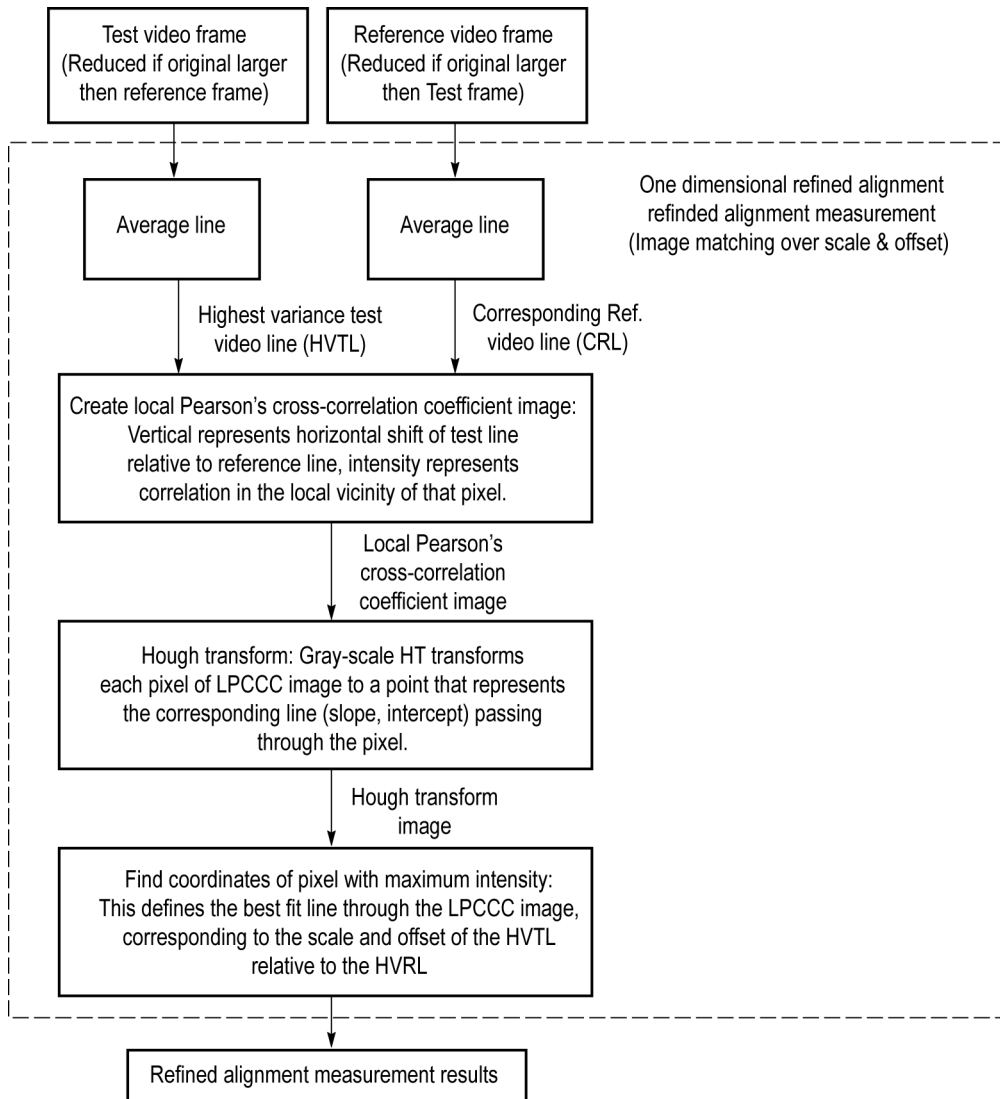 Test video frame
(Reduced if original larger
then reference frame)
Reference video frame
(Reduced if original larger
then Test frame)
One dimensional refined alignment
refinded alignment measurement
(Image matching over scale & offset)
Average line
Average line
Highest variance test
video line (HVTL)
Corresponding Ref.
video line (CRL)
Create local Pearson’s cross-correlation coefficient image:
Vertical represents horizontal shift of test line
relative to reference line, intensity represents
correlation in the local vicinity of that pixel.
Local Pearson’s
cross-correlation
coefficient image
Hough transform: Gray-scale HT transforms
each pixel of LPCCC image to a point that represents
the corresponding line (slope, intercept) passing
through the pixel.
Hough transform
image
Find coordinates of pixel with maximum intensity:
This defines the best fit line through the LPCCC image,
corresponding to the scale and offset of the HVTL
relative to the HVRL
Refined alignment measurement results